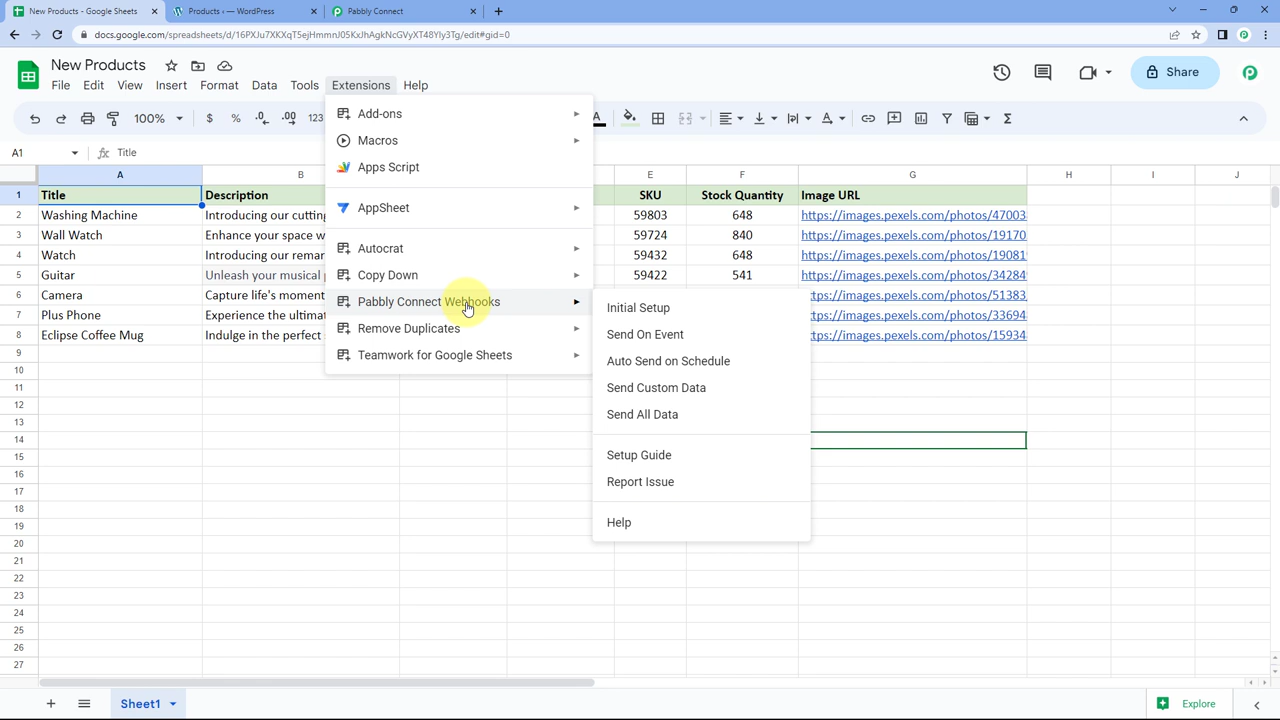 New Products - Google Sheets
Products ‹ — WordPress
Pabbly Connect
docs.google.com/spreadsheets/d/16PXJu7XKXqT5ejHmmnJ05KxJhAgkNcGVyXT48Yly3Tg/edit#gid=0
New Products
File Edit View Insert Format Data Tools Extensions Help
Share
100% $ % .0 .00 123 A
A1 fx Title
A B E F G H I J
1 Title Description SKU Stock Quantity Image URL
2 Washing Machine Introducing our cutting 59803 648 https://images.pexels.com/photos/47003
3 Wall Watch Enhance your space w 59724 840 https://images.pexels.com/photos/19170
4 Watch Introducing our remar 59432 648 https://images.pexels.com/photos/19081
5 Guitar Unleash your musical 59422 541 https://images.pexels.com/photos/34284
6 Camera Capture life's moment tps://images.pexels.com/photos/51383
7 Plus Phone Experience the ultimat tps://images.pexels.com/photos/33694
8 Eclipse Coffee Mug Indulge in the perfect tps://images.pexels.com/photos/15934
9
10
11
12
13
14
15
16
17
18
19
20
21
22
23
24
25
26
27
Add-ons
Macros
Apps Script
AppSheet
Autocrat
Copy Down
Pabbly Connect Webhooks
Remove Duplicates
Teamwork for Google Sheets
Initial Setup
Send On Event
Auto Send on Schedule
Send Custom Data
Send All Data
Setup Guide
Report Issue
Help
Sheet1
Explore